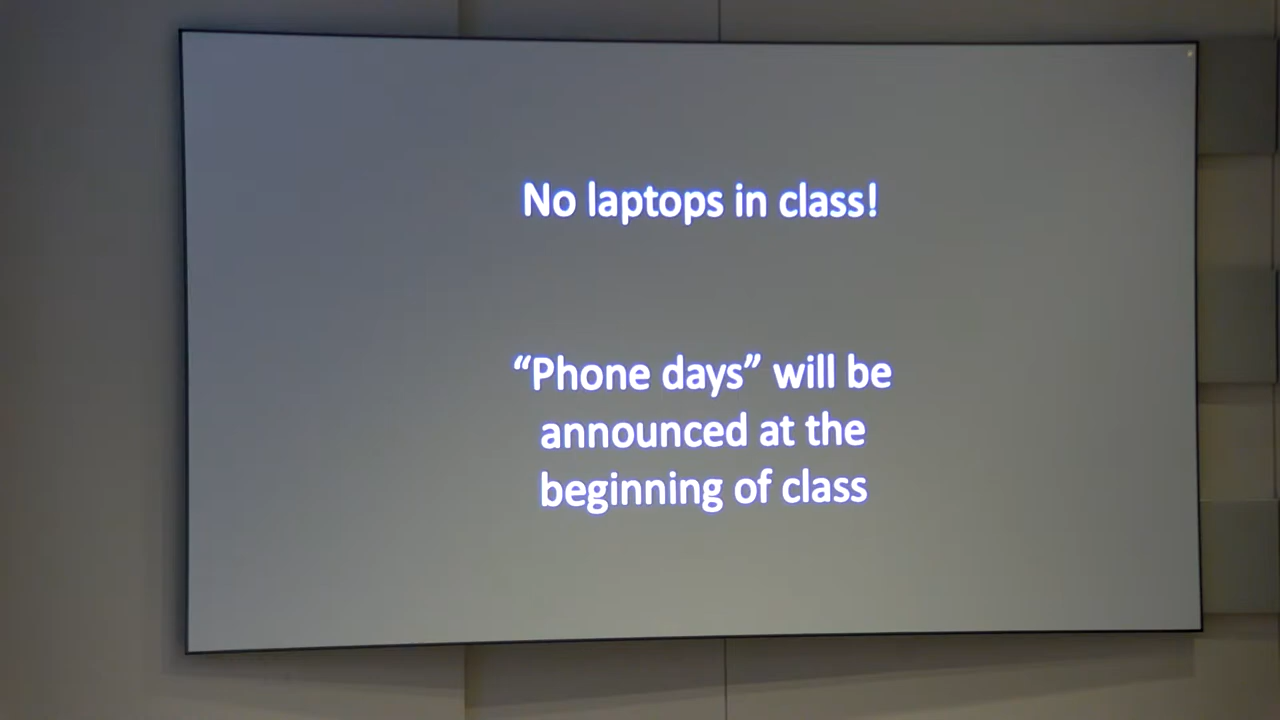 No laptops in class!
“Phone days” will be
announced at the
beginning of class